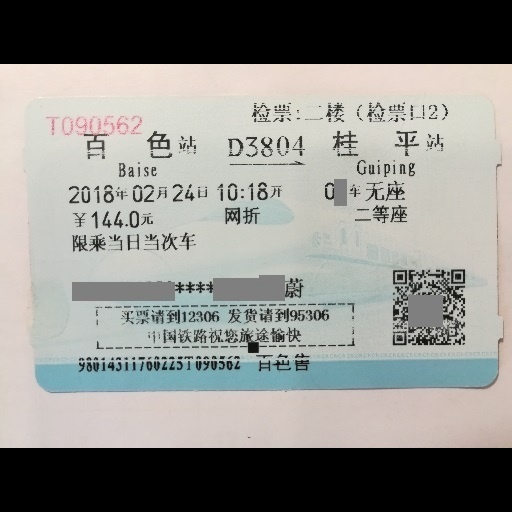 检票:二楼（检票口2）
T090562
百色站 D3804 桂平站
Baise Guiping
2018年02月24日 10:18开 0车无座
￥144.0元 网折 二等座
限乘当日当次车
****蔚
买票请到12306 发货请到95306
中国铁路祝您旅途愉快
98014311760225T090562 百色售